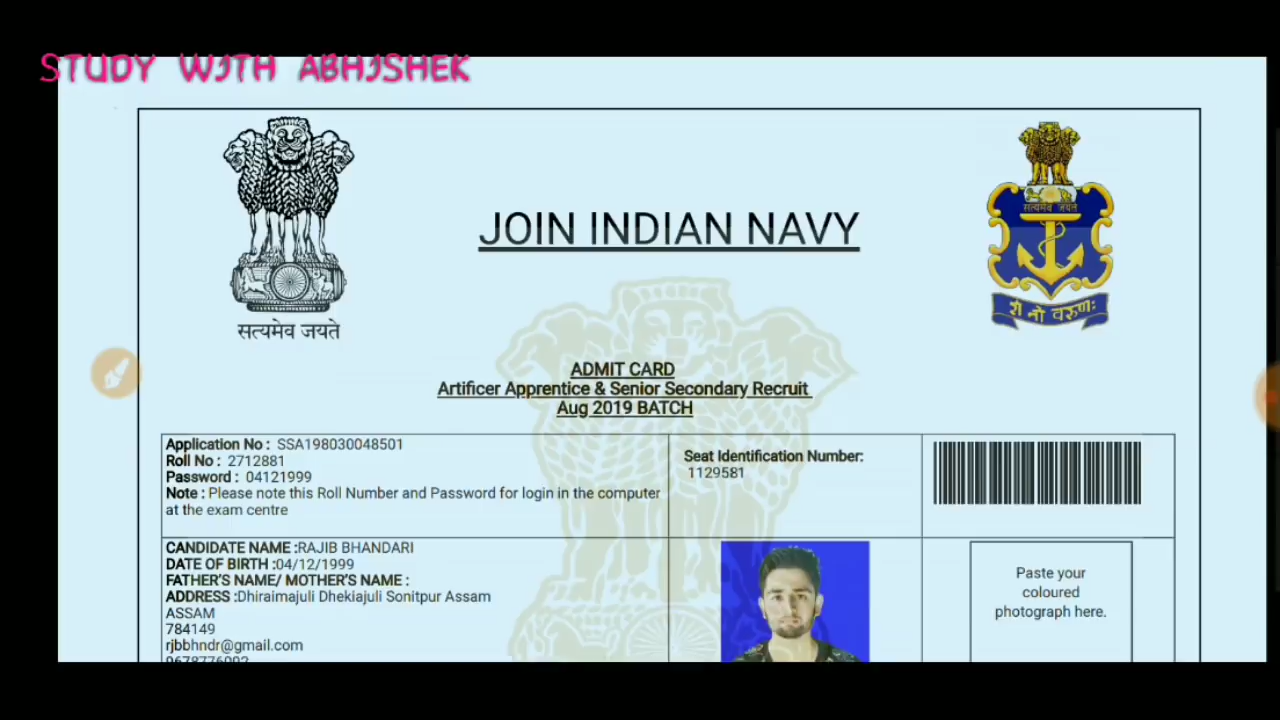 STUDY WITH ABHISHEK
सत्यमेव जयते
JOIN INDIAN NAVY
सत्यमेव जयते
शं नो वरुणः
ADMIT CARD
Artificer Apprentice & Senior Secondary Recruit
Aug 2019 BATCH
Application No : SSA198030048501
Roll No : 2712881
Password : 04121999
Note : Please note this Roll Number and Password for login in the computer
at the exam centre
Seat Identification Number:
1129581
CANDIDATE NAME :RAJIB BHANDARI
DATE OF BIRTH :04/12/1999
FATHER'S NAME/ MOTHER'S NAME :
ADDRESS :Dhiraimajuli Dhekiajuli Sonitpur Assam
ASSAM
784149
rjbbhndr@gmail.com
Paste your
coloured
photograph here.